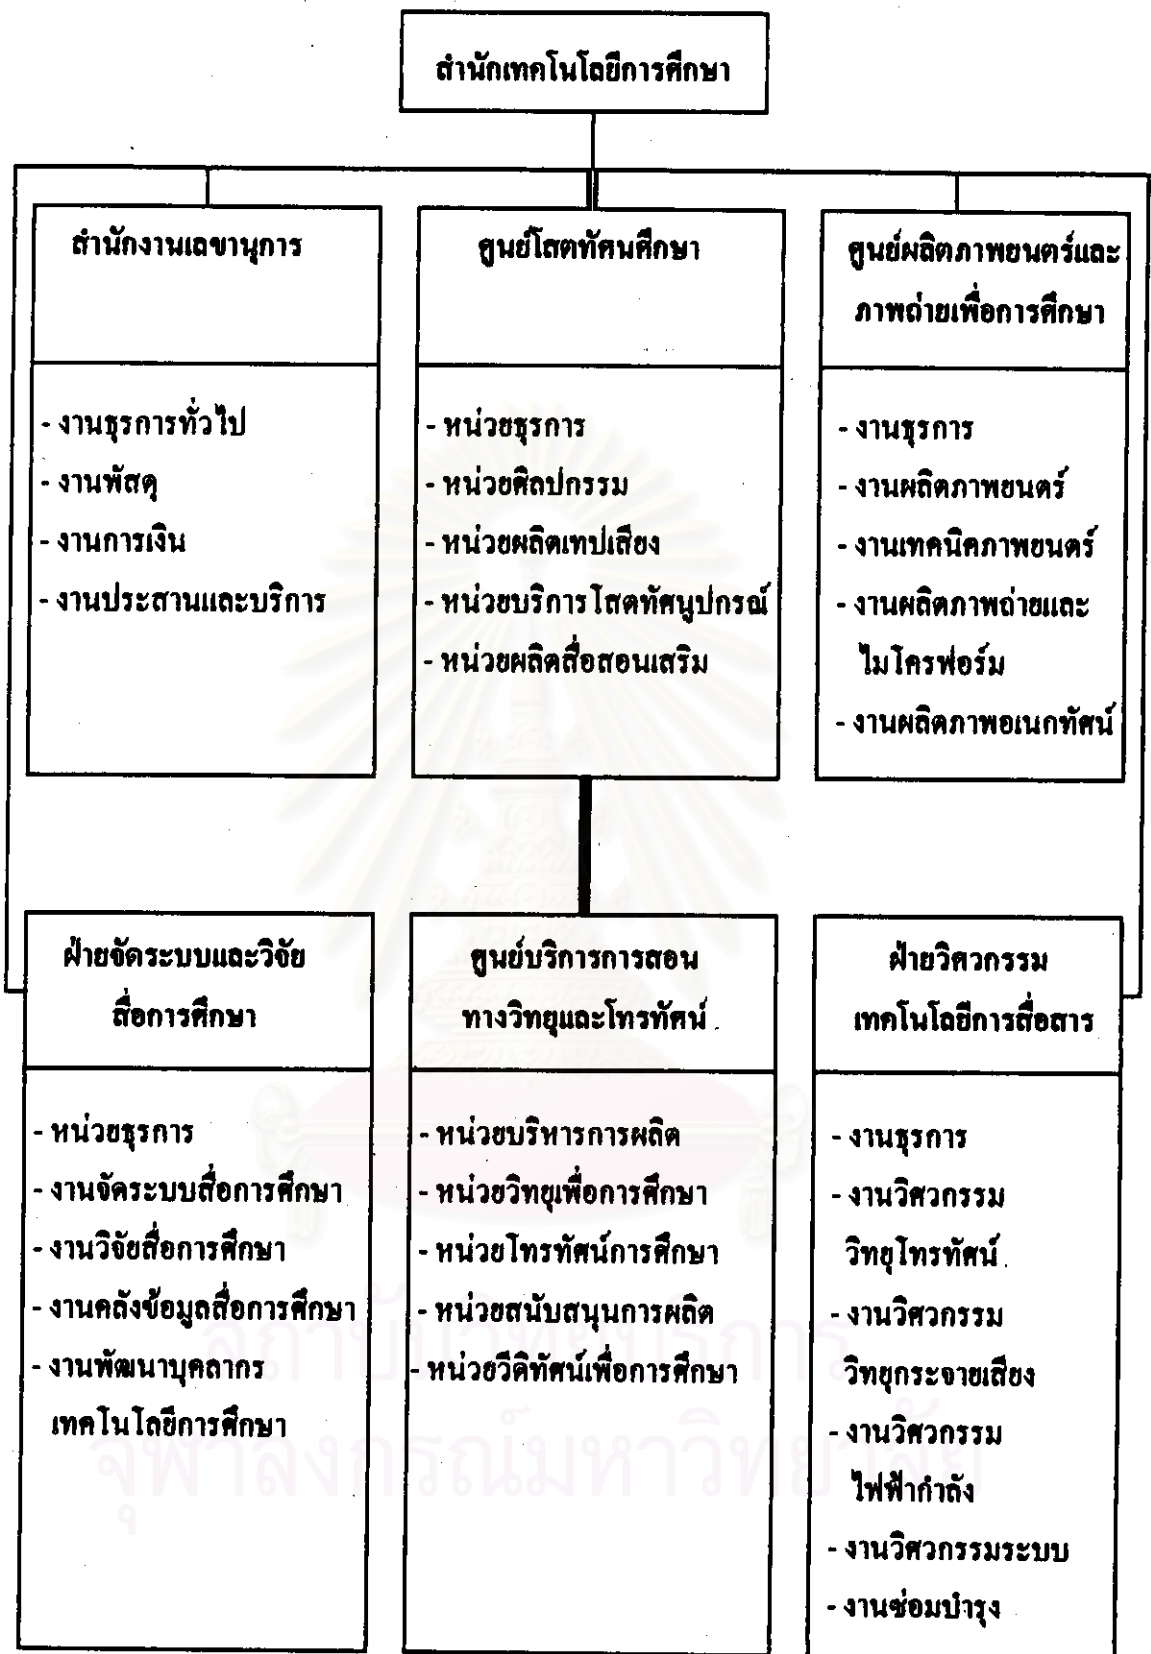 สำนักเทคโนโลยีการศึกษา
สำนักงานเลขานุการ
- งานธุรการทั่วไป
- งานพัสดุ
- งานการเงิน
- งานประสานและบริการ
ศูนย์โสตทัศนศึกษา
- หน่วยธุรการ
- หน่วยศิลปกรรม
- หน่วยผลิตเทปเสียง
- หน่วยบริการโสตทัศนูปกรณ์
- หน่วยผลิตสื่อสอนเสริม
ศูนย์ผลิตภาพยนตร์และ
ภาพถ่ายเพื่อการศึกษา
- งานธุรการ
- งานผลิตภาพยนตร์
- งานเทคนิคภาพยนตร์
- งานผลิตภาพถ่ายและ
ไมโครฟอร์ม
- งานผลิตภาพอเนกทัศน์
ฝ่ายจัดระบบและวิจัย
สื่อการศึกษา
- หน่วยธุรการ
- งานจัดระบบสื่อการศึกษา
- งานวิจัยสื่อการศึกษา
- งานคลังข้อมูลสื่อการศึกษา
- งานพัฒนาบุคลากร
เทคโนโลยีการศึกษา
ศูนย์บริการการสอน
ทางวิทยุและโทรทัศน์
- หน่วยบริหารการผลิต
- หน่วยวิทยุเพื่อการศึกษา
- หน่วยโทรทัศน์การศึกษา
- หน่วยสนับสนุนการผลิต
- หน่วยวีดิทัศน์เพื่อการศึกษา
ฝ่ายวิศวกรรม
เทคโนโลยีการสื่อสาร
- งานธุรการ
- งานวิศวกรรม
วิทยุโทรทัศน์
- งานวิศวกรรม
วิทยุกระจายเสียง
- งานวิศวกรรม
ไฟฟ้ากำลัง
- งานวิศวกรรมระบบ
- งานซ่อมบำรุง
สถาบันวิทยบริการ
จุฬาลงกรณ์มหาวิทยาลัย